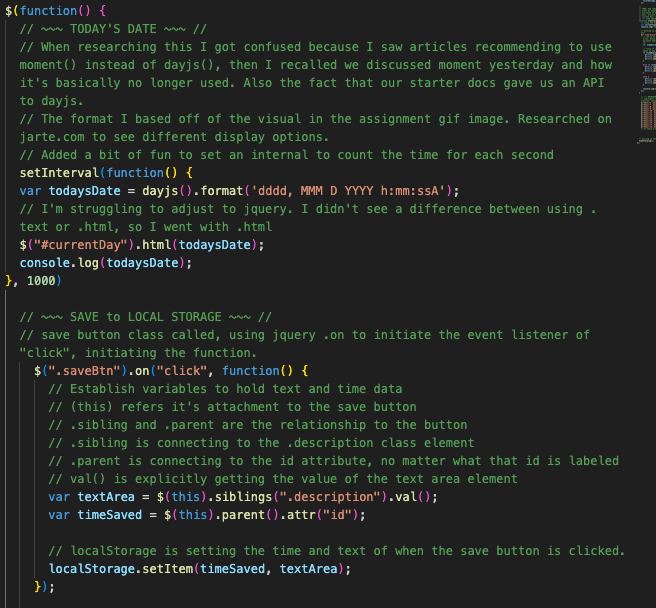 $(function() {
// ~~~ TODAY'S DATE ~~~ //
// When researching this I got confused because I saw articles recommending to use
moment() instead of dayjs(), then I recalled we discussed moment yesterday and how
it's basically no longer used. Also the fact that our starter docs gave us an API
to dayjs.
// The format I based off of the visual in the assignment gif image. Researched on
jarte.com to see different display options.
// Added a bit of fun to set an internal to count the time for each second
setInterval(function() {
var todaysDate = dayjs().format('dddd, MMM D YYYY h:mm:ssA');
// I'm struggling to adjust to jquery. I didn't see a difference between using .
text or .html, so I went with .html
$("#currentDay").html(todaysDate);
console.log(todaysDate);
}, 1000)
// ~~~ SAVE to LOCAL STORAGE ~~~ //
// save button class called, using jquery .on to initiate the event listener of
"click", initiating the function.
$(".saveBtn").on("click", function() {
// Establish variables to hold text and time data
// (this) refers it's attachment to the save button
// .sibling and .parent are the relationship to the button
// .sibling is connecting to the .description class element
// .parent is connecting to the id attribute, no matter what that id is labeled
// val() is explicitly getting the value of the text area element
var textArea = $(this).siblings(".description").val();
var timeSaved = $(this).parent().attr("id");
// localStorage is setting the time and text of when the save button is clicked.
localStorage.setItem(timeSaved, textArea);
});